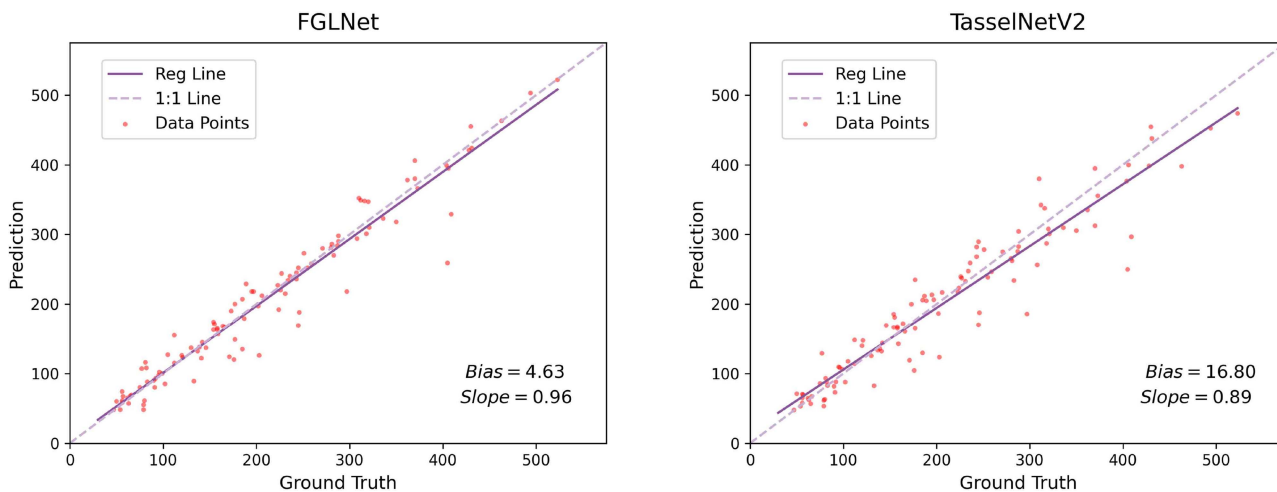 FGLNet
Reg Line
1:1 Line
Data Points
500
400
300
200
100
0
Prediction
Bias = 4.63
Slope = 0.96
0 100 200 300 400 500
Ground Truth
TasselNetV2
Reg Line
1:1 Line
Data Points
500
400
300
200
100
0
Prediction
Bias = 16.80
Slope = 0.89
0 100 200 300 400 500
Ground Truth